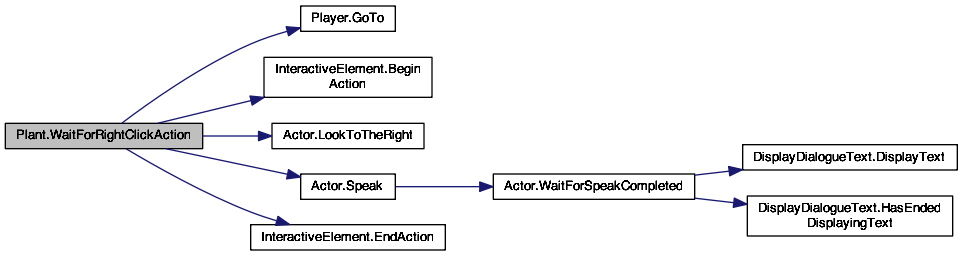 Player.GoTo
InteractiveElement.Begin
Action
Plant.WaitForRightClickAction
Actor.LookToTheRight
Actor.Speak
InteractiveElement.EndAction
Actor.WaitForSpeakCompleted
DisplayDialogueText.DisplayText
DisplayDialogueText.HasEnded
DisplayingText